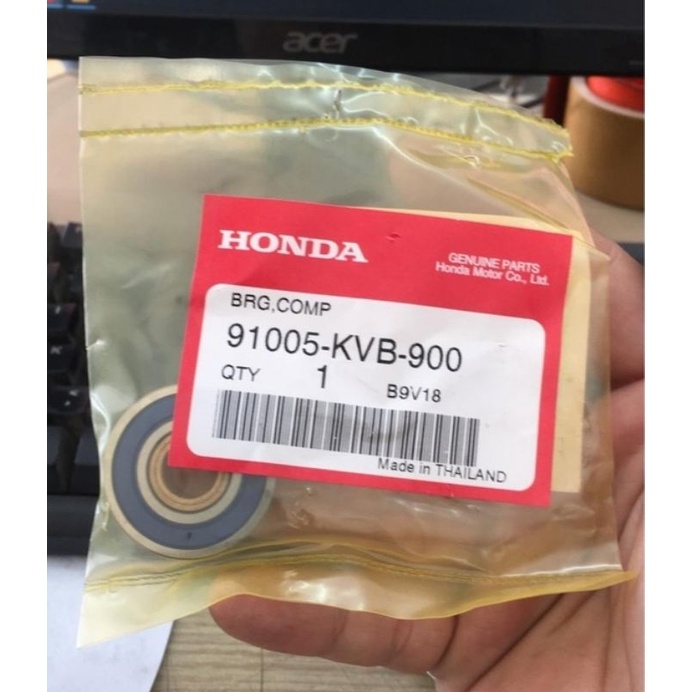 acer
HONDA
GENUINE PARTS
Honda Motor Co., Ltd.
BRG,COMP
91005-KVB-900
QTY 1 B9V18
Made in THAILAND